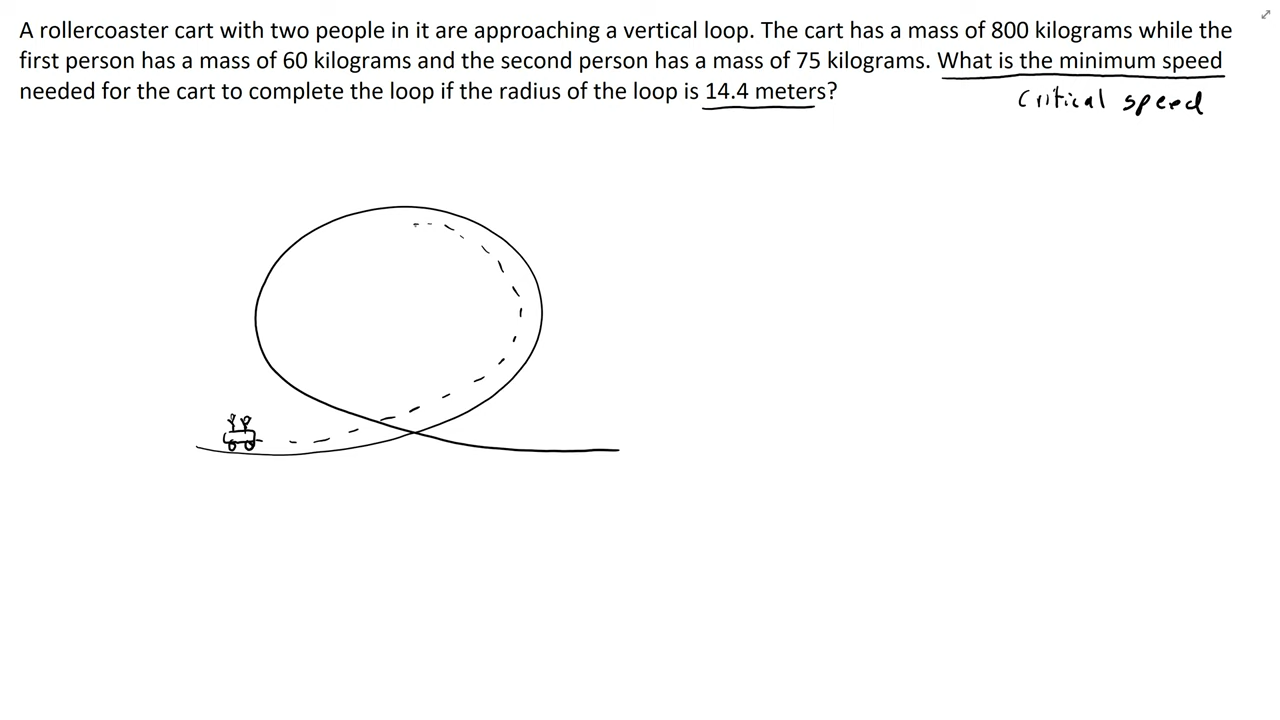 A rollercoaster cart with two people in it are approaching a vertical loop. The cart has a mass of 800 kilograms while the
first person has a mass of 60 kilograms and the second person has a mass of 75 kilograms. What is the minimum speed
needed for the cart to complete the loop if the radius of the loop is 14.4 meters?
Critical speed